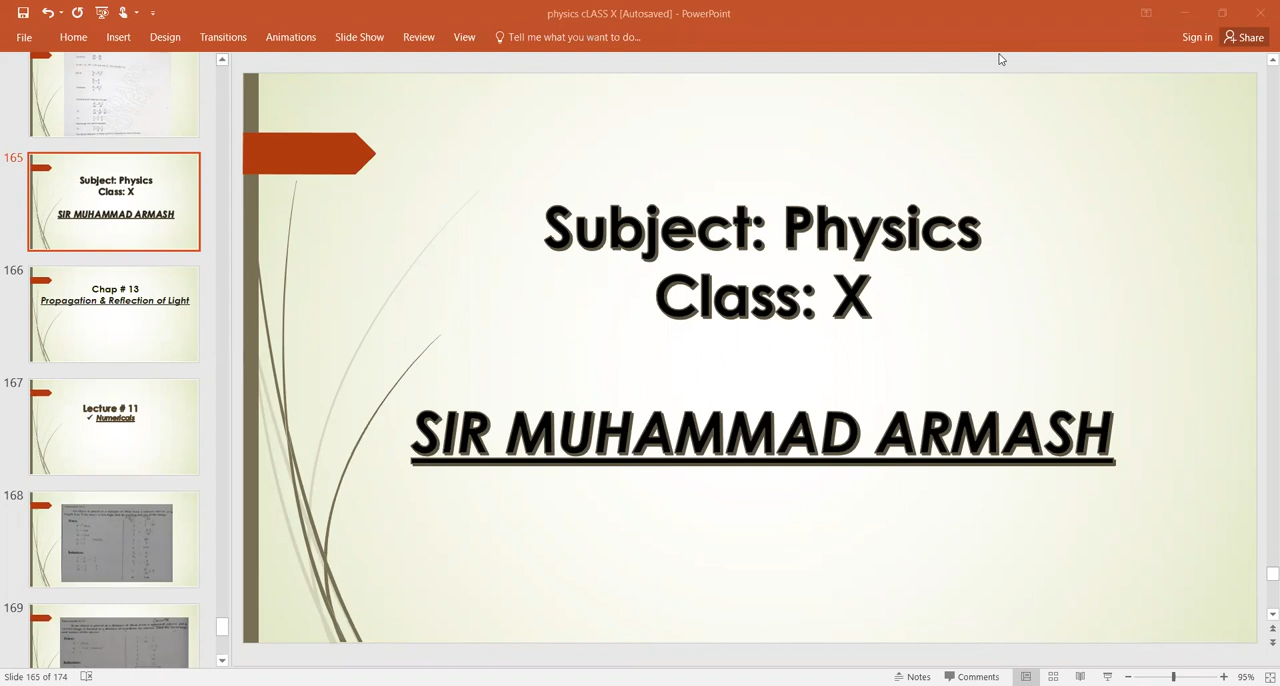 physics cLASS X [Autosaved] - PowerPoint
File Home Insert Design Transitions Animations Slide Show Review View Tell me what you want to do... Sign in Share
165
Subject: Physics
Class: X
SIR MUHAMMAD ARMASH
166
Chap # 13
Propagation & Reflection of Light
167
Lecture # 11
✓ Numericals
168
169
Subject: Physics
Class: X
SIR MUHAMMAD ARMASH
Slide 165 of 174 Notes Comments 95%